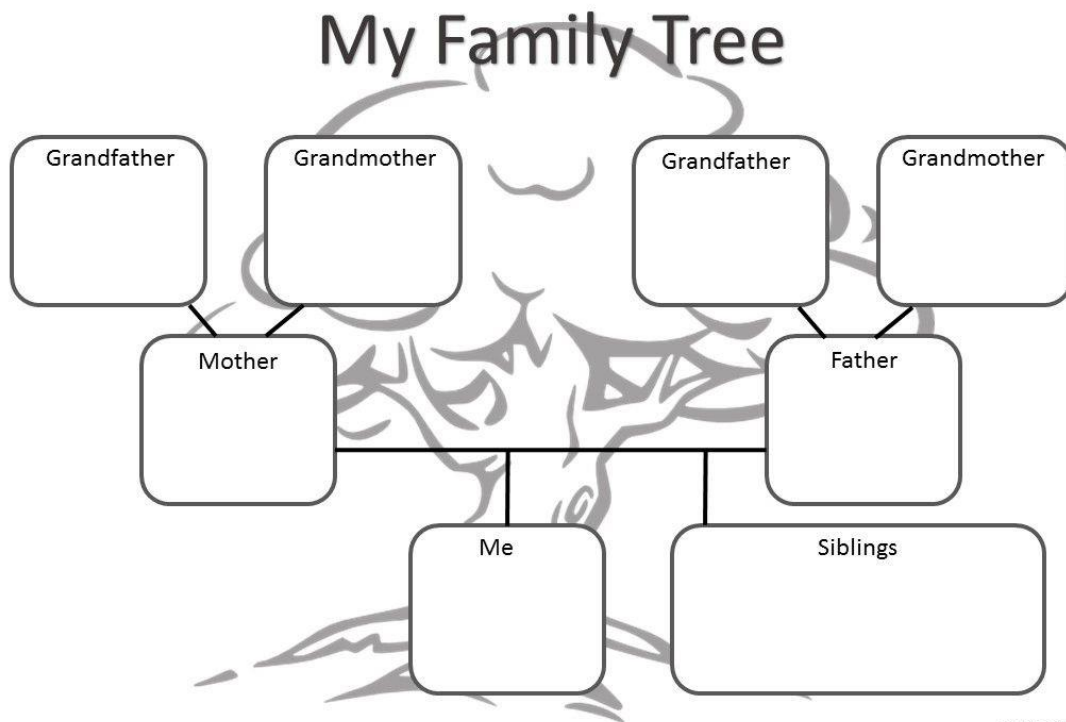 My Family Tree
Grandfather
Grandmother
Grandfather
Grandmother
Mother
Father
Me
Siblings